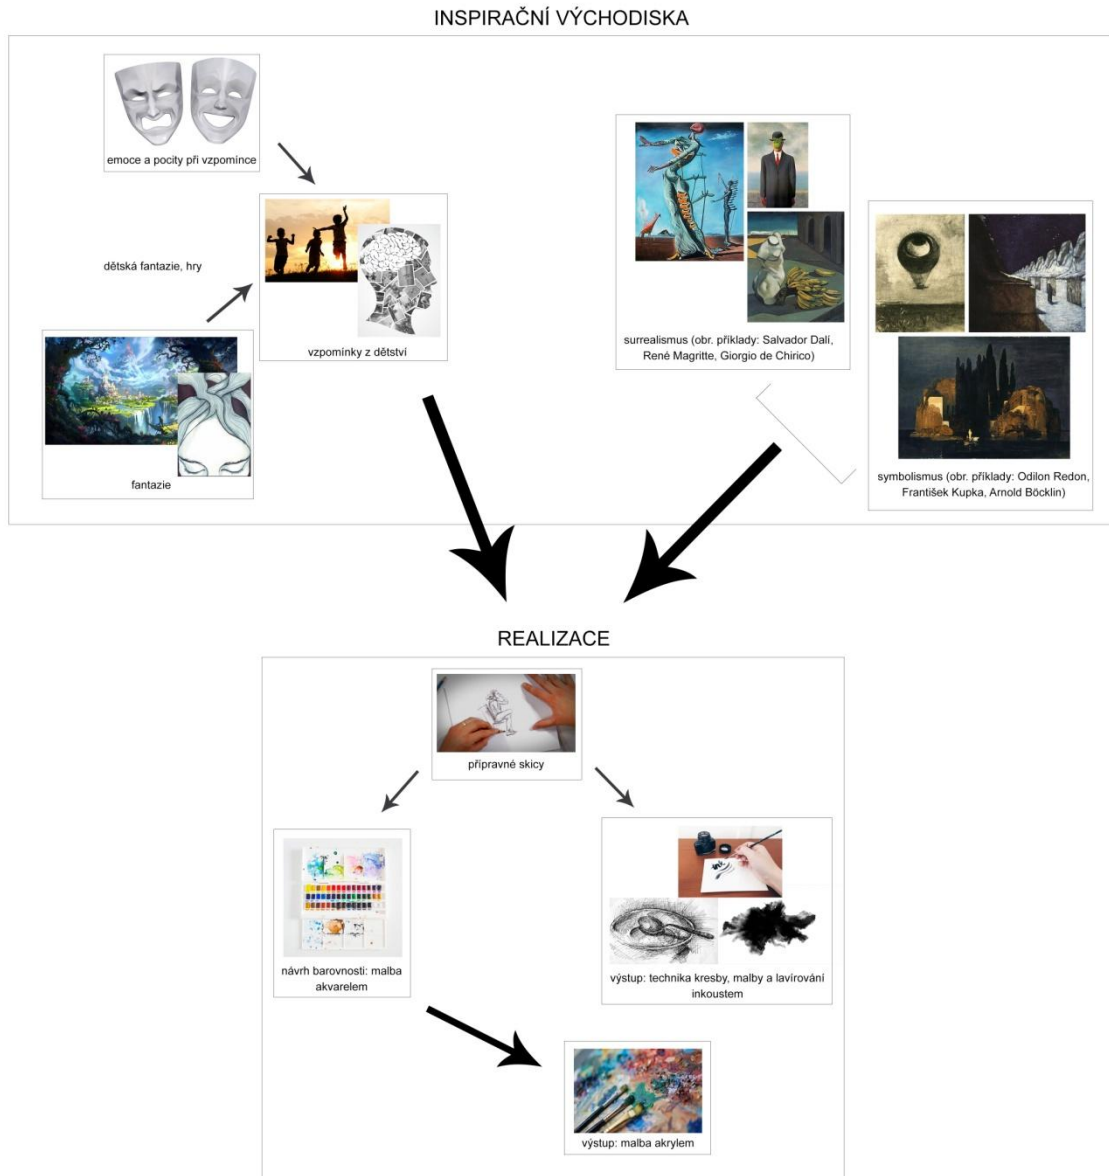 INSPIRAČNÍ VÝCHODISKA
emoce a pocity při vzpomínce
dětská fantazie, hry
vzpomínky z dětství
fantazie
surrealismus (obr. příklady: Salvador Dalí,
René Magritte, Giorgio de Chirico)
symbolismus (obr. příklady: Odilon Redon,
František Kupka, Arnold Böcklin)
REALIZACE
přípravné skicy
návrh barovnosti: malba
akvarelem
výstup: technika kresby, malby a lavírování
inkoustem
výstup: malba akrylem